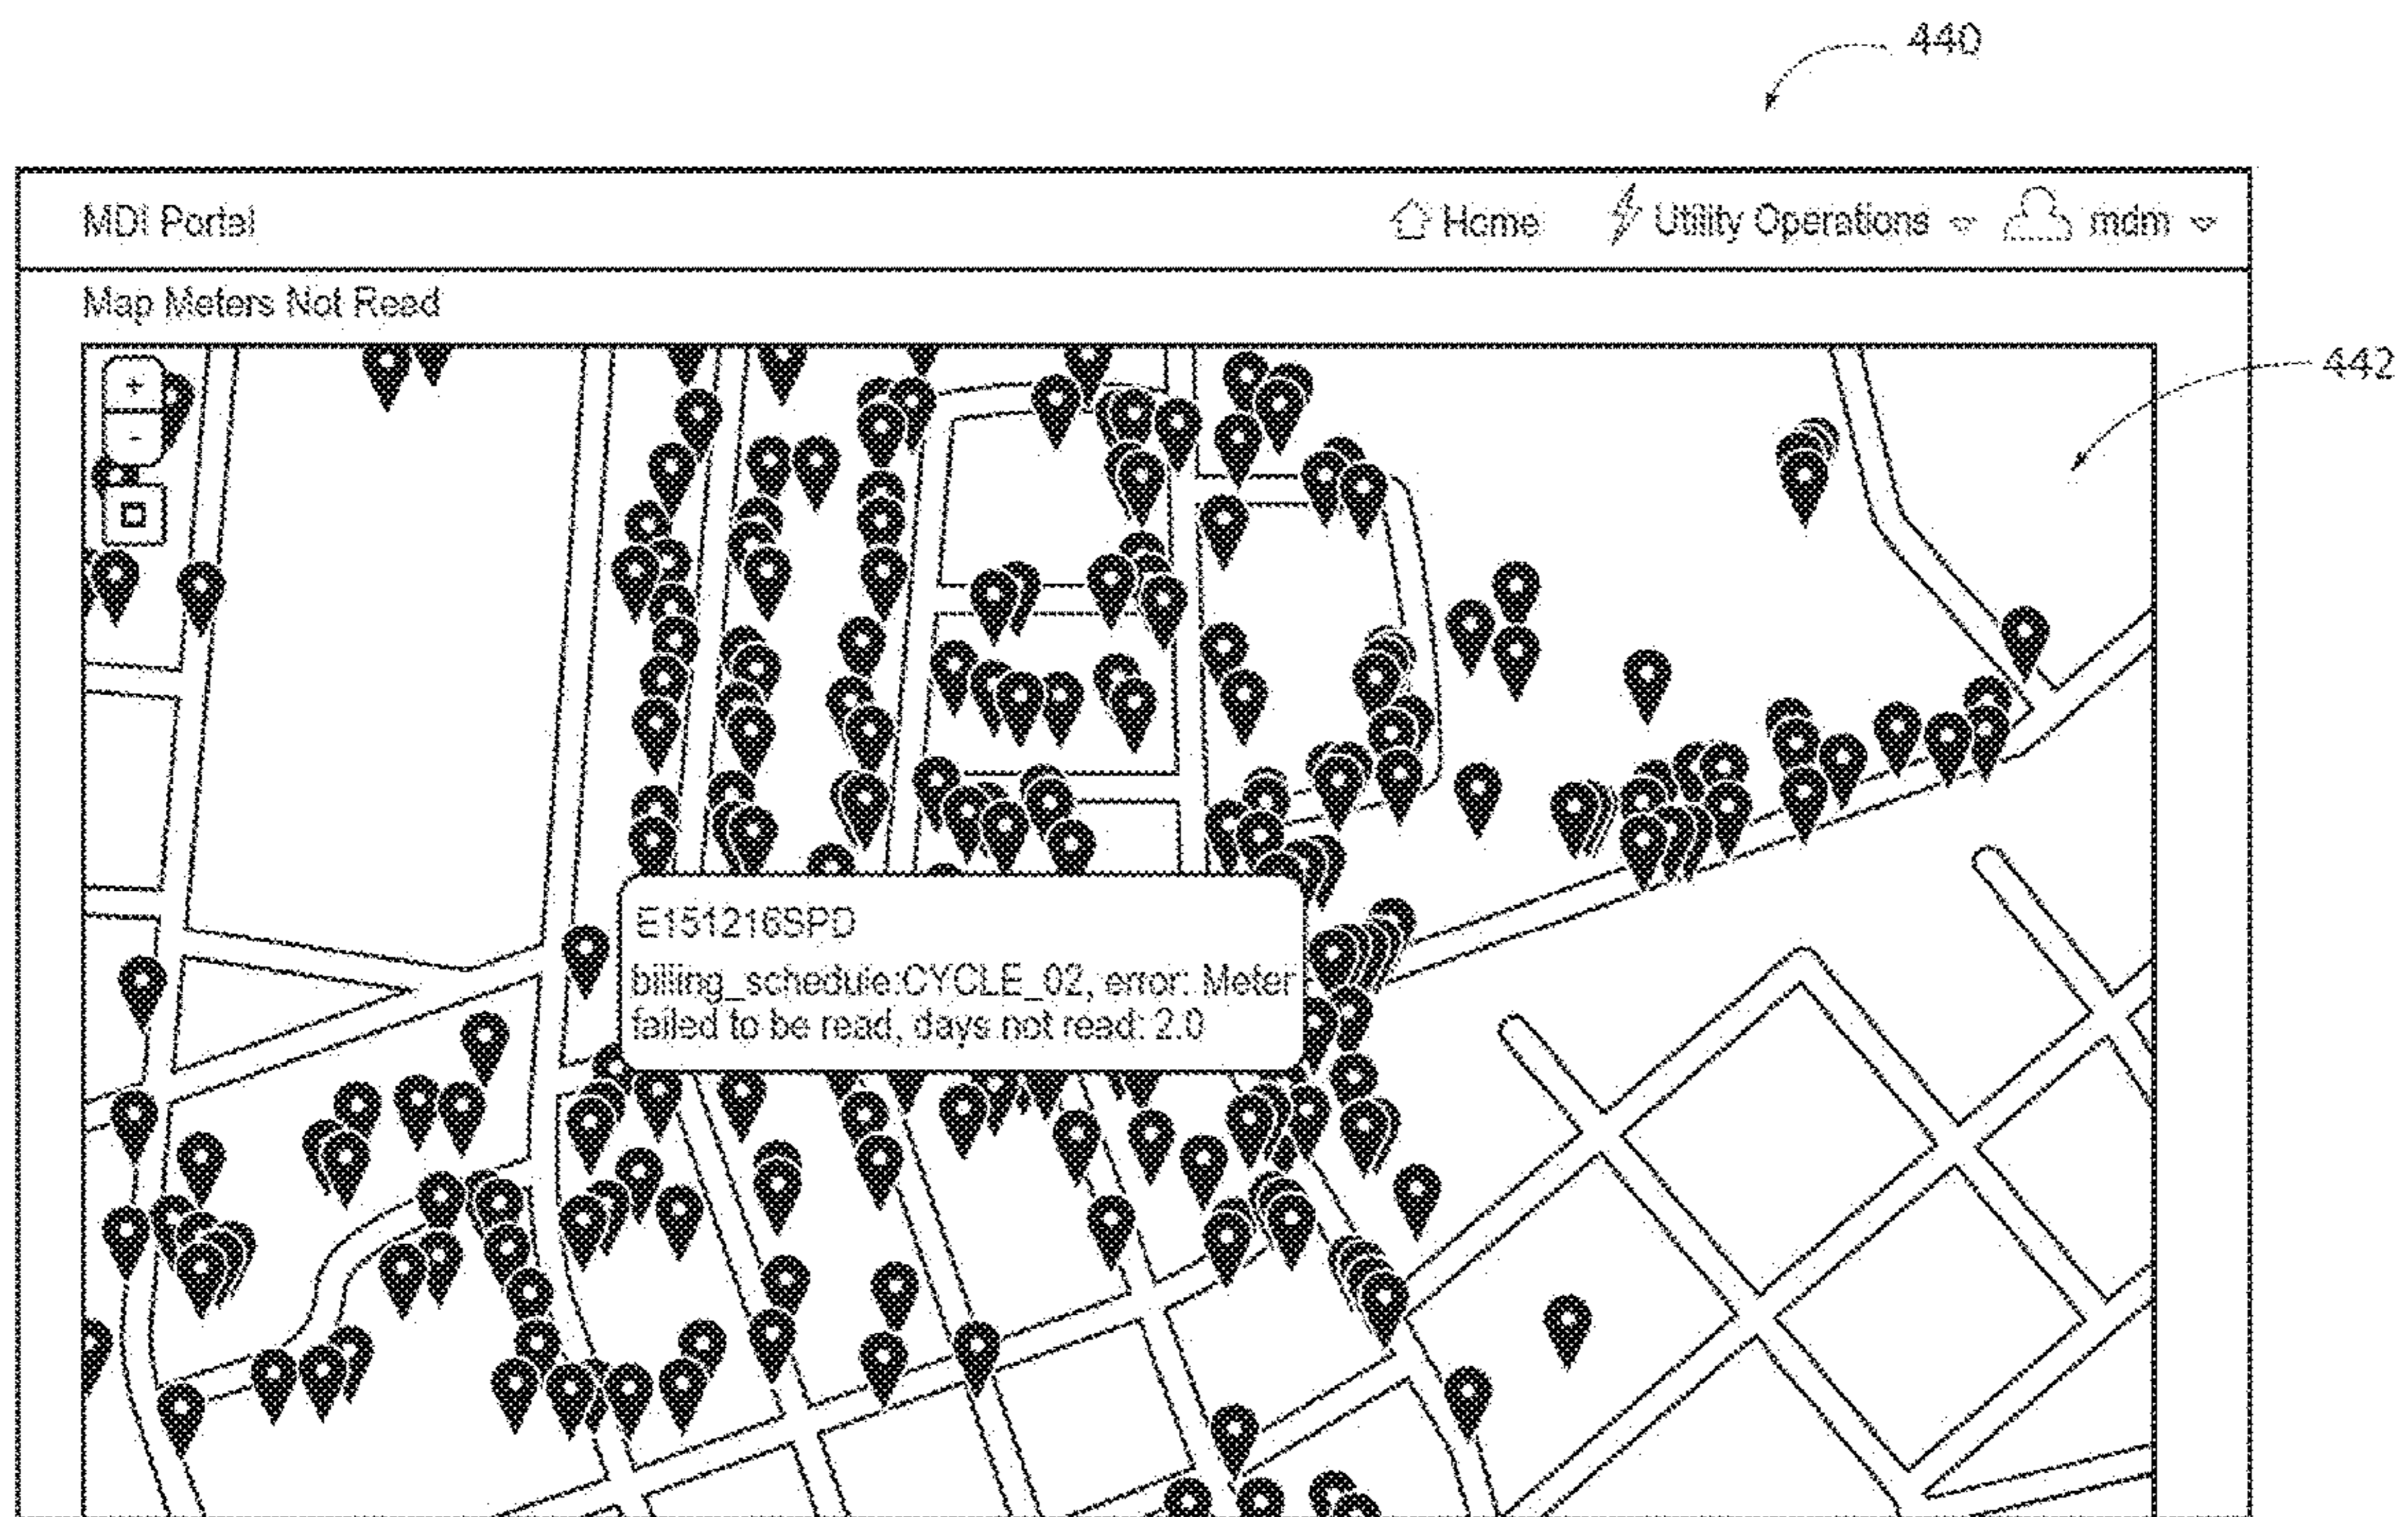 440
MDI Portal Home Utility Operations mdm
Map Meters Not Read
442
+
-
E151216SPD
billing_schedule:CYCLE_02, error: Meter
failed to be read, days not read: 2.0